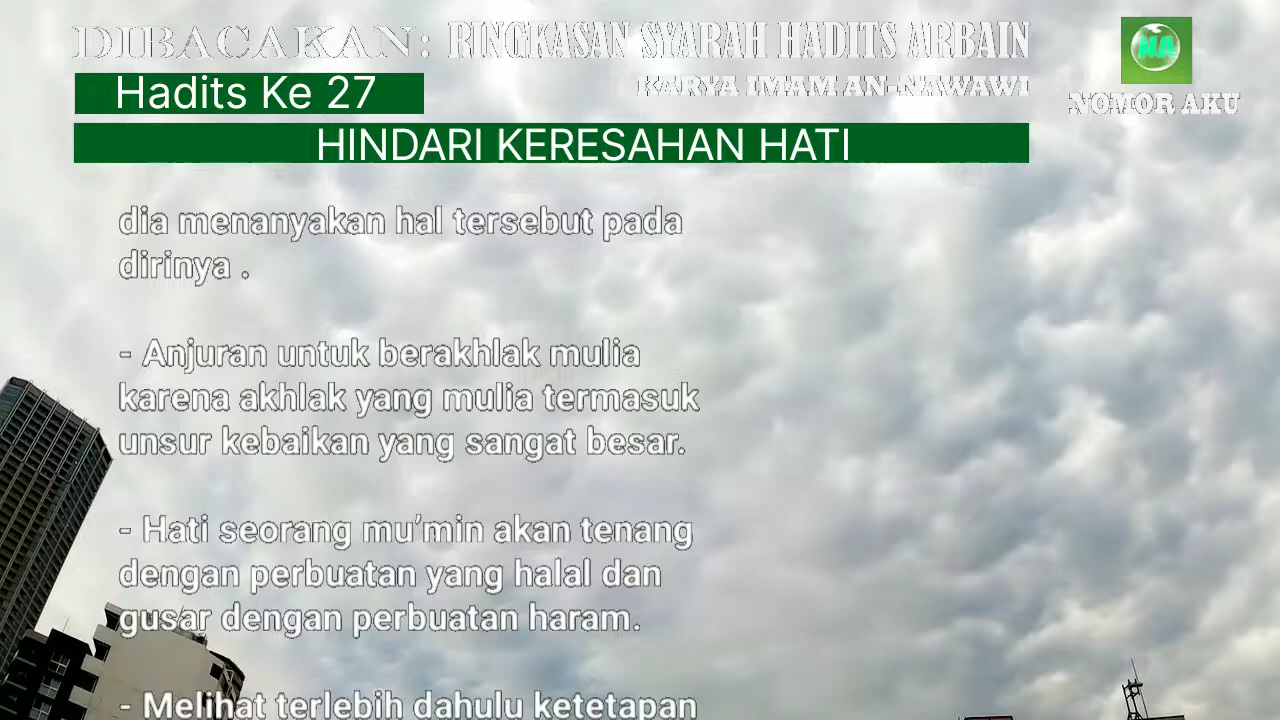 DIBACAKAN: RINGKASAN SYARAH HADITS ARBAIN
KARYA IMAM AN-NAWAWI
NA
NOMOR AKU
Hadits Ke 27
HINDARI KERESAHAN HATI
dia menanyakan hal tersebut pada
dirinya .
- Anjuran untuk berakhlak mulia
karena akhlak yang mulia termasuk
unsur kebaikan yang sangat besar.
- Hati seorang mu’min akan tenang
dengan perbuatan yang halal dan
gusar dengan perbuatan haram.
- Melihat terlebih dahulu ketetapan